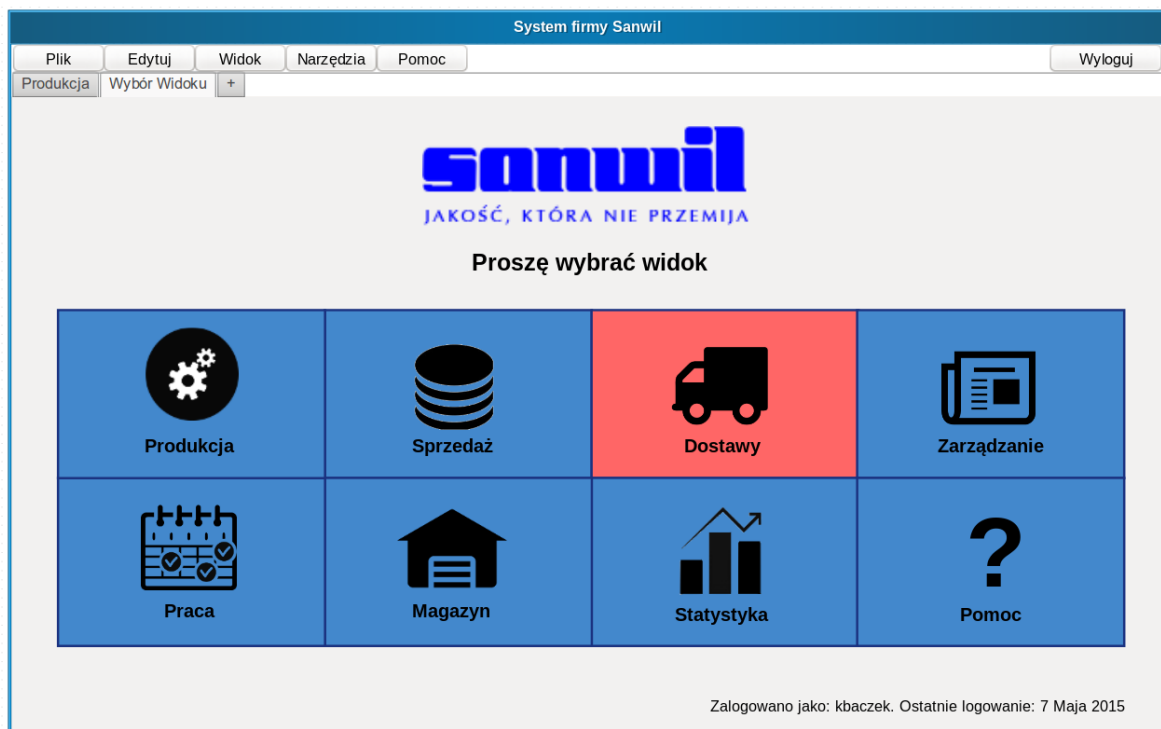 System firmy Sanwil
Plik Edytuj Widok Narzędzia Pomoc Wyloguj
Produkcja Wybór Widoku +
sanwil
JAKOŚĆ, KTÓRA NIE PRZEMIJA
Proszę wybrać widok
Produkcja Sprzedaż Dostawy Zarządzanie
?
Praca Magazyn Statystyka Pomoc
Zalogowano jako: kbaczek. Ostatnie logowanie: 7 Maja 2015